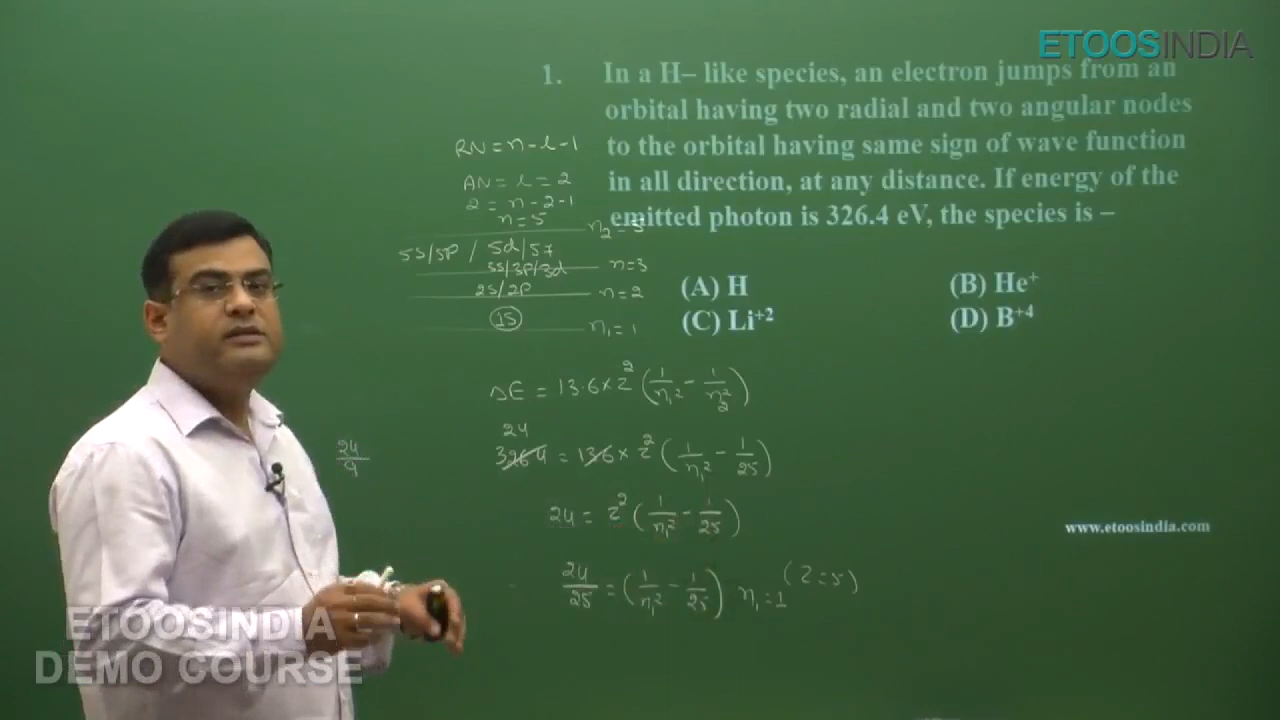 ETOOSINDIA
1. In a H– like species, an electron jumps from an
orbital having two radial and two angular nodes
to the orbital having same sign of wave function
in all direction, at any distance. If energy of the
emitted photon is 326.4 eV, the species is –
(A) H (B) He⁺
(C) Li⁺² (D) B⁺⁴
RN = n - l - 1
AN = l = 2
2 = n - 2 - 1
n = 5
n₂ = 5
5s/5p / 5d/5f
3s/3p/3d n = 3
2s/2p n = 2
1s n₁ = 1
ΔE = 13.6 × Z² (1/n₁² - 1/n₂²)
24
3264 = 136 × Z² (1/n₁² - 1/25)
24/9
24 = Z² (1/n₁² - 1/25)
24/25 = (1/n₁² - 1/25) n₁ = 1 (Z = 5)
www.etoosindia.com
ETOOSINDIA
DEMO COURSE